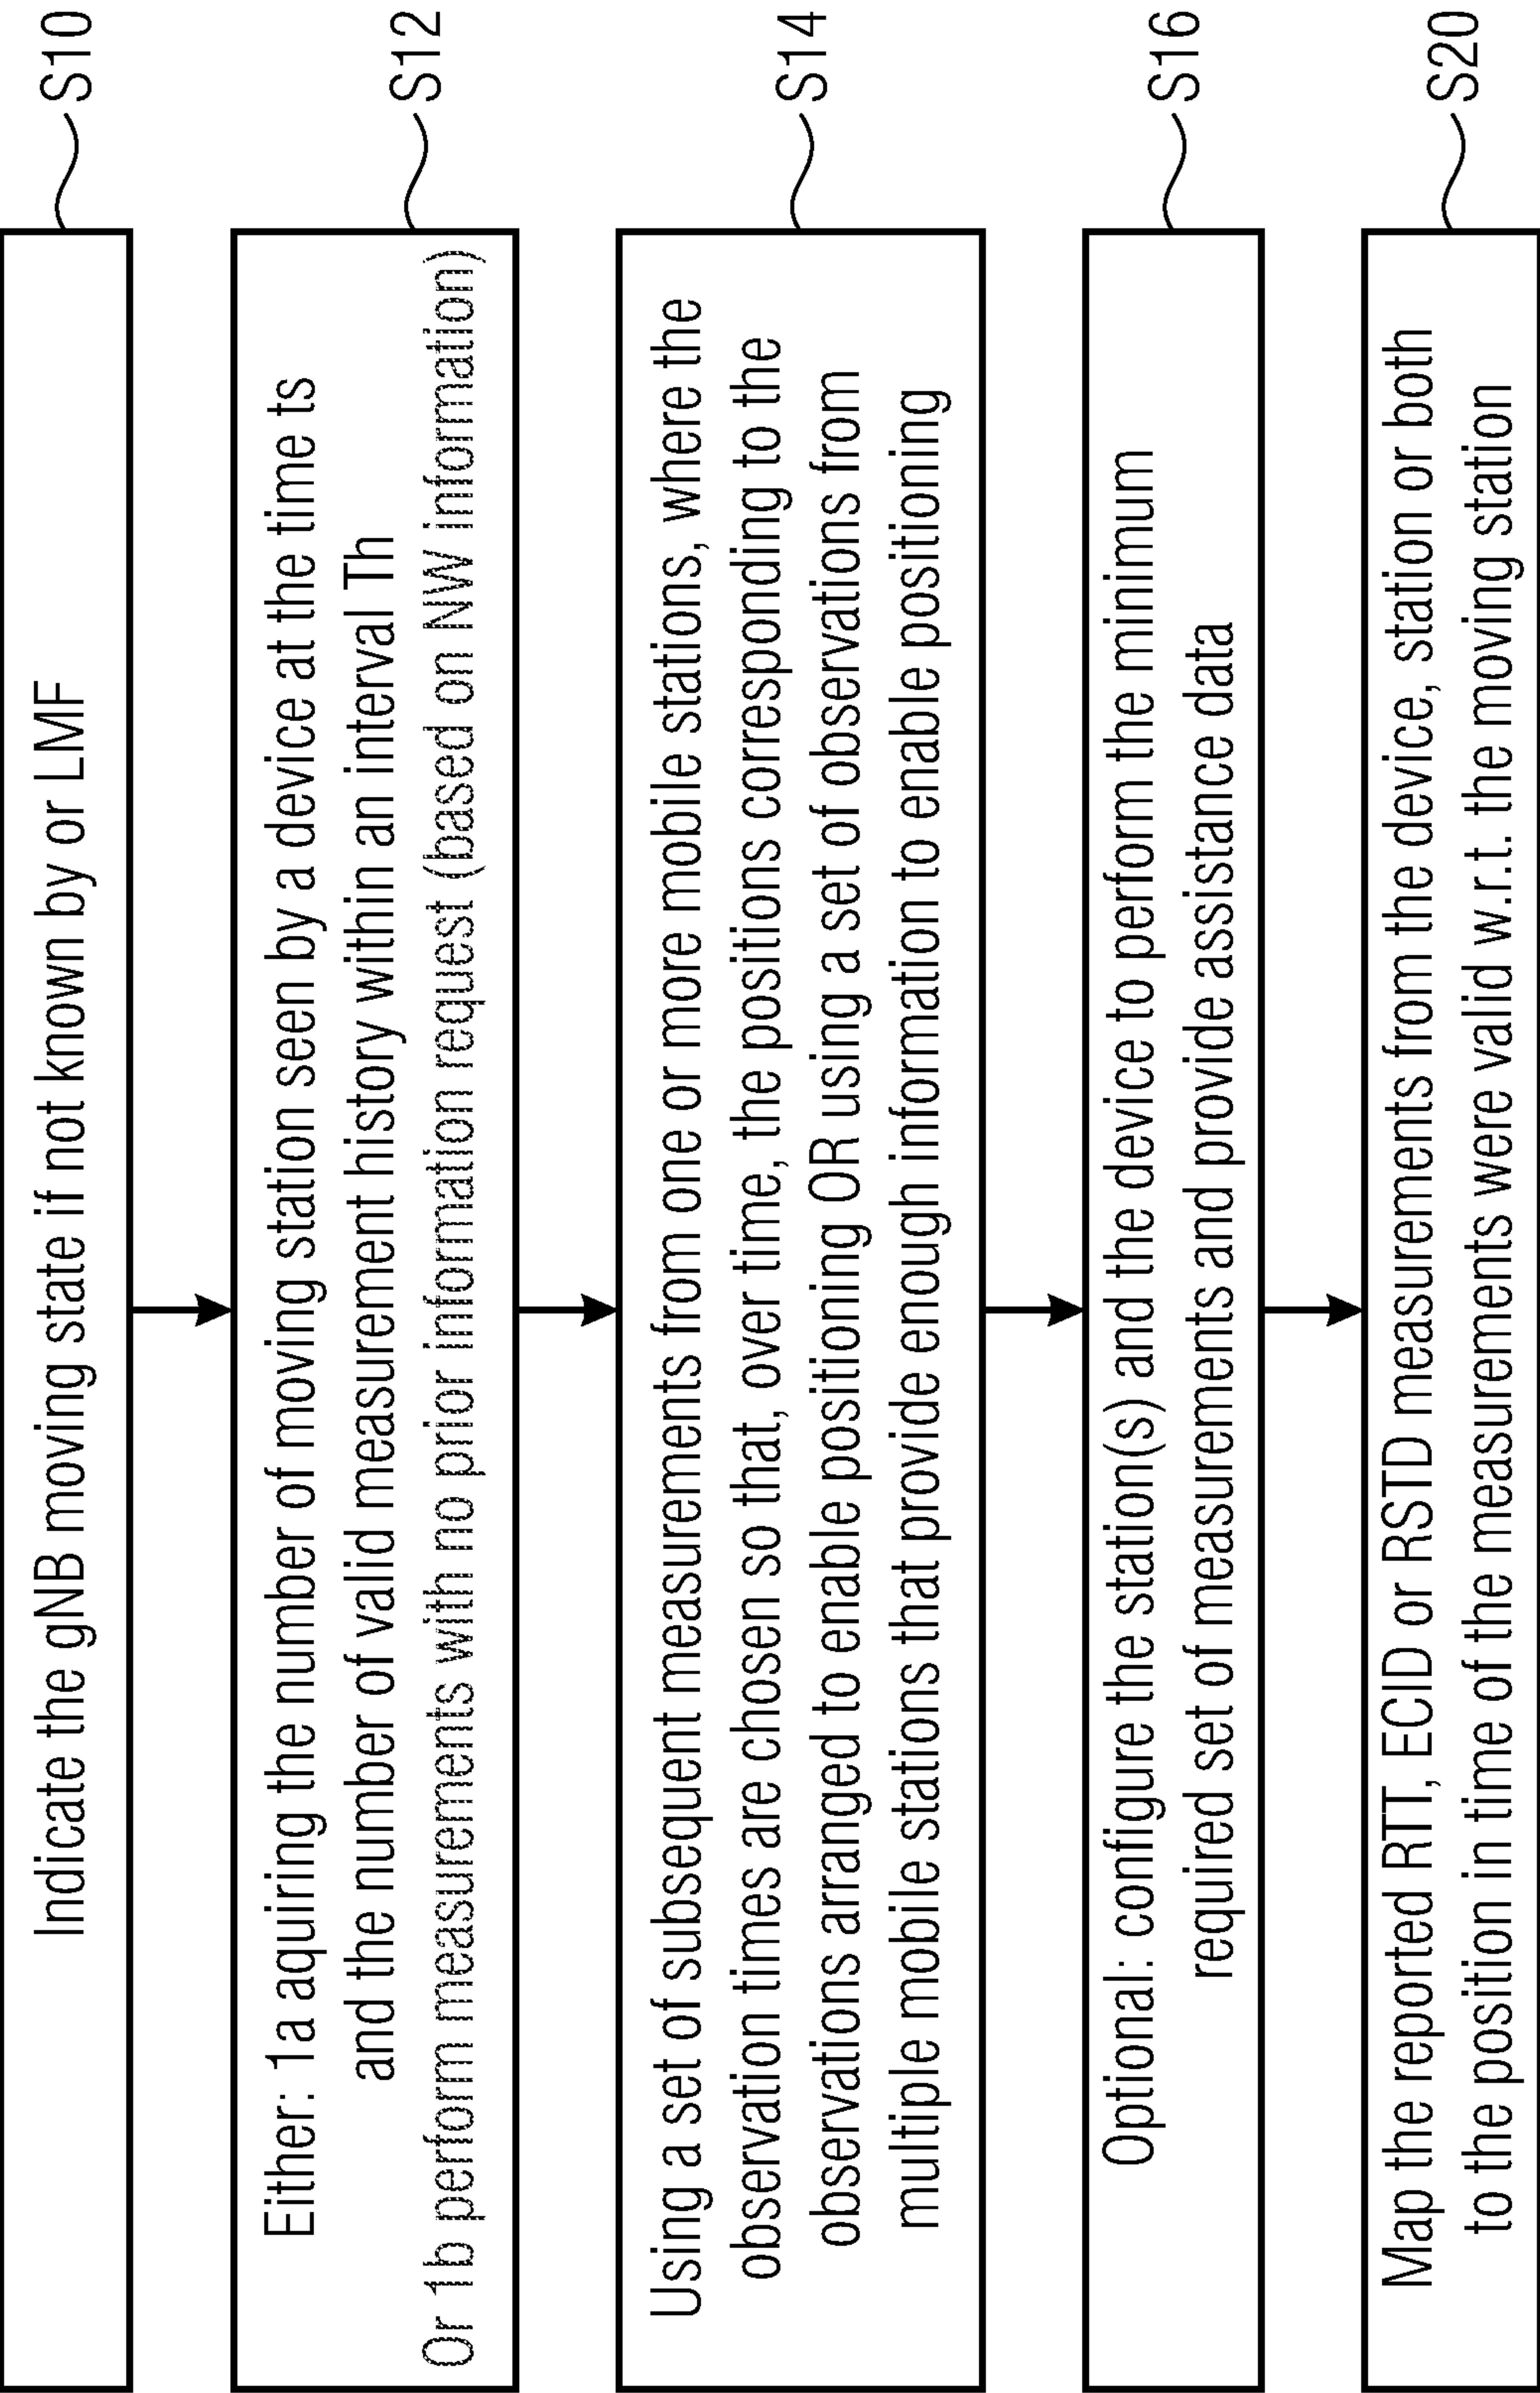 Indicate the gNB moving state if not known by or LMF
S10
Either: 1a aquiring the number of moving station seen by a device at the time ts
and the number of valid measurement history within an interval Th
Or 1b perform measurements with no prior information request (based on NW information)
S12
Using a set of subsequent measurements from one or more mobile stations, where the
observation times are chosen so that, over time, the positions corresponding to the
observations arranged to enable positioning OR using a set of observations from
multiple mobile stations that provide enough information to enable positioning
S14
Optional: configure the station(s) and the device to perform the minimum
required set of measurements and provide assistance data
S16
Map the reported RTT, ECID or RSTD measurements from the device, station or both
to the position in time of the measurements were valid w.r.t. the moving station
S20